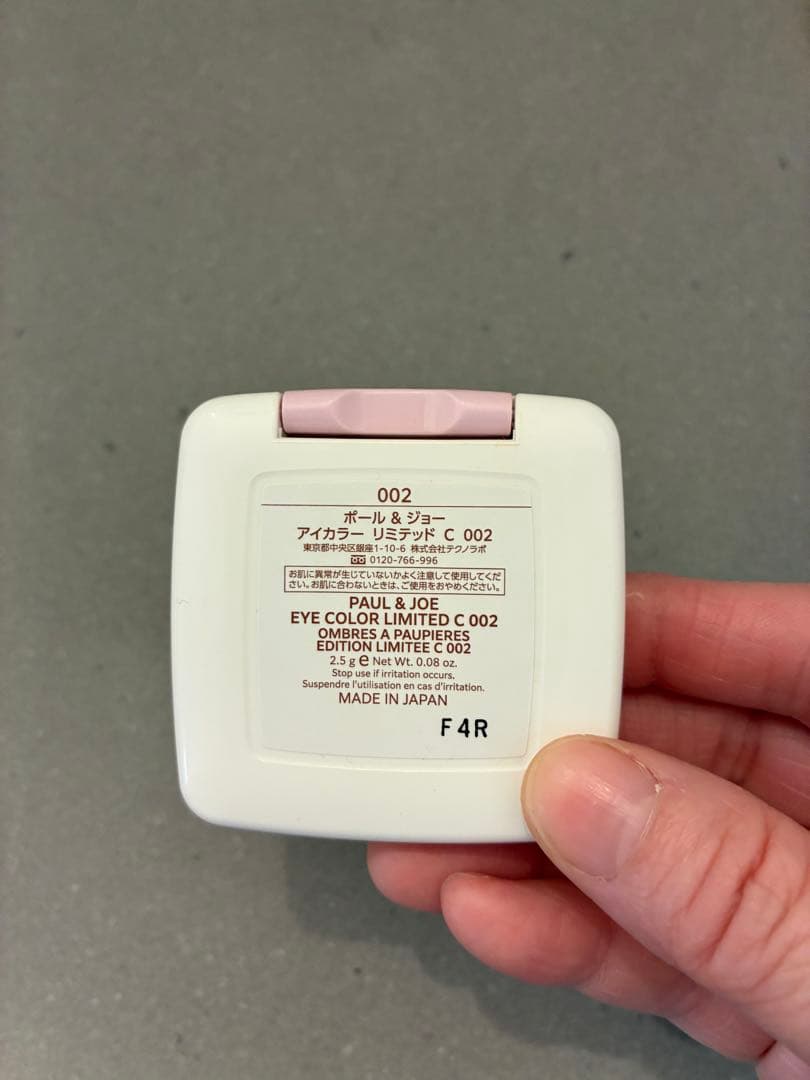 002
ポール & ジョー
アイカラー リミテッド C 002
東京都中央区銀座1-10-6 株式会社テクノラボ
0120-766-996
お肌に異常が生じていないかよく注意して使用してくだ
さい。お肌に合わないときは、ご使用をおやめください。
PAUL & JOE
EYE COLOR LIMITED C 002
OMBRES A PAUPIERES
EDITION LIMITEE C 002
2.5 g e Net Wt. 0.08 oz.
Stop use if irritation occurs.
Suspendre l'utilisation en cas d'irritation.
MADE IN JAPAN
F4R